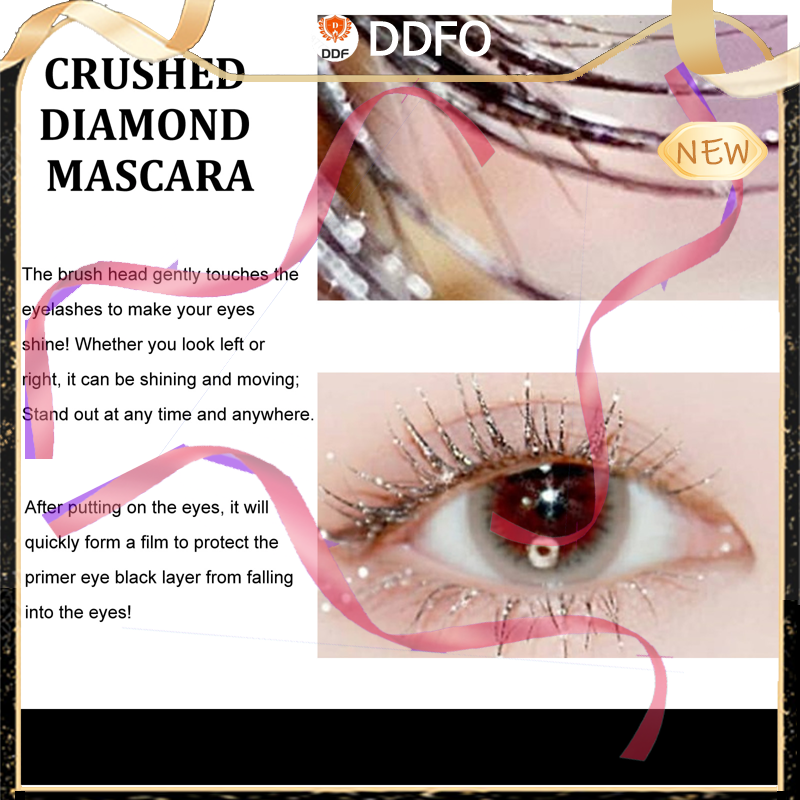 DDF
DDFO
CRUSHED
DIAMOND
MASCARA
NEW
The brush head gently touches the
eyelashes to make your eyes
shine! Whether you look left or
right, it can be shining and moving;
Stand out at any time and anywhere.
After putting on the eyes, it will
quickly form a film to protect the
primer eye black layer from falling
into the eyes!